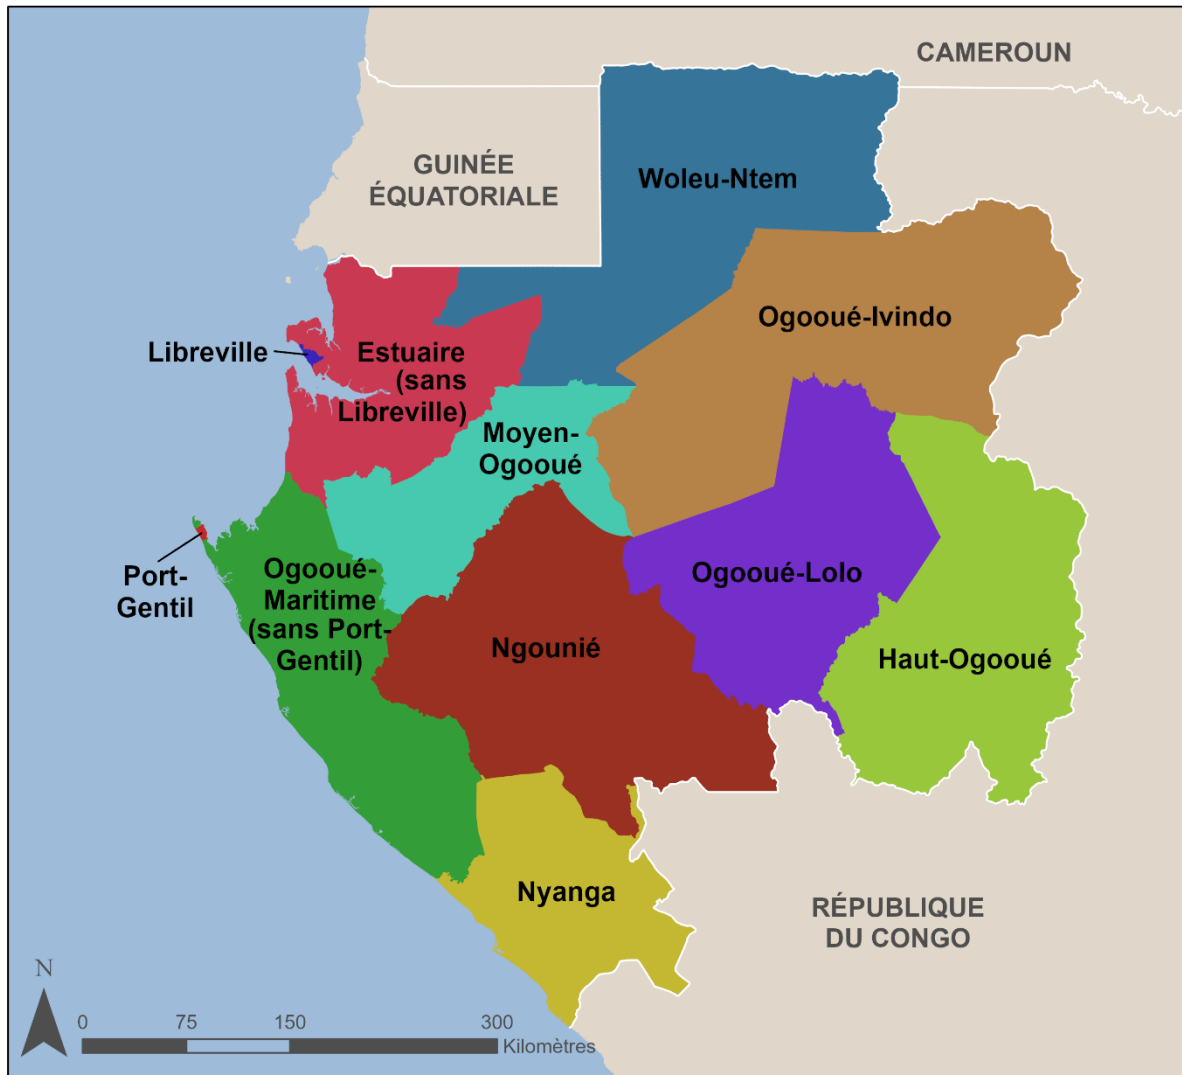 CAMEROUN
GUINÉE
ÉQUATORIALE
Woleu-Ntem
Ogooué-Ivindo
Libreville
Estuaire
(sans
Libreville)
Moyen-
Ogooué
Port-
Gentil
Ogooué-
Maritime
(sans Port-
Gentil)
Ogooué-Lolo
Ngounié
Haut-Ogooué
Nyanga
RÉPUBLIQUE
DU CONGO
N
0 75 150 300
Kilomètres